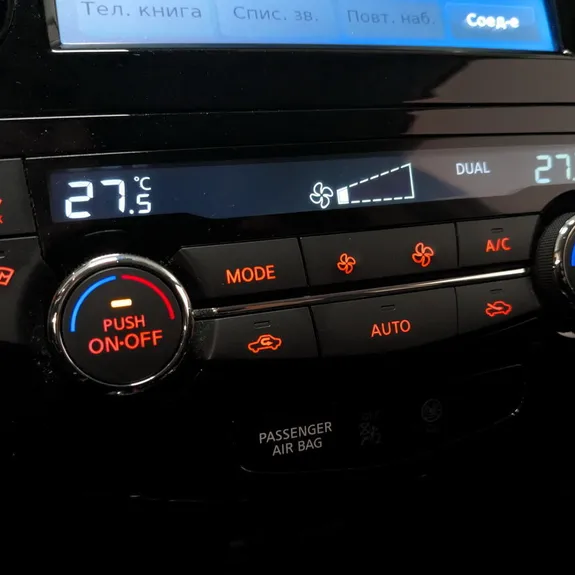 Тел. книга Спис. зв. Повт. наб. Соед-е
27.5 °C DUAL 27.
MODE A/C
PUSH
ON·OFF
AUTO
PASSENGER
AIR BAG